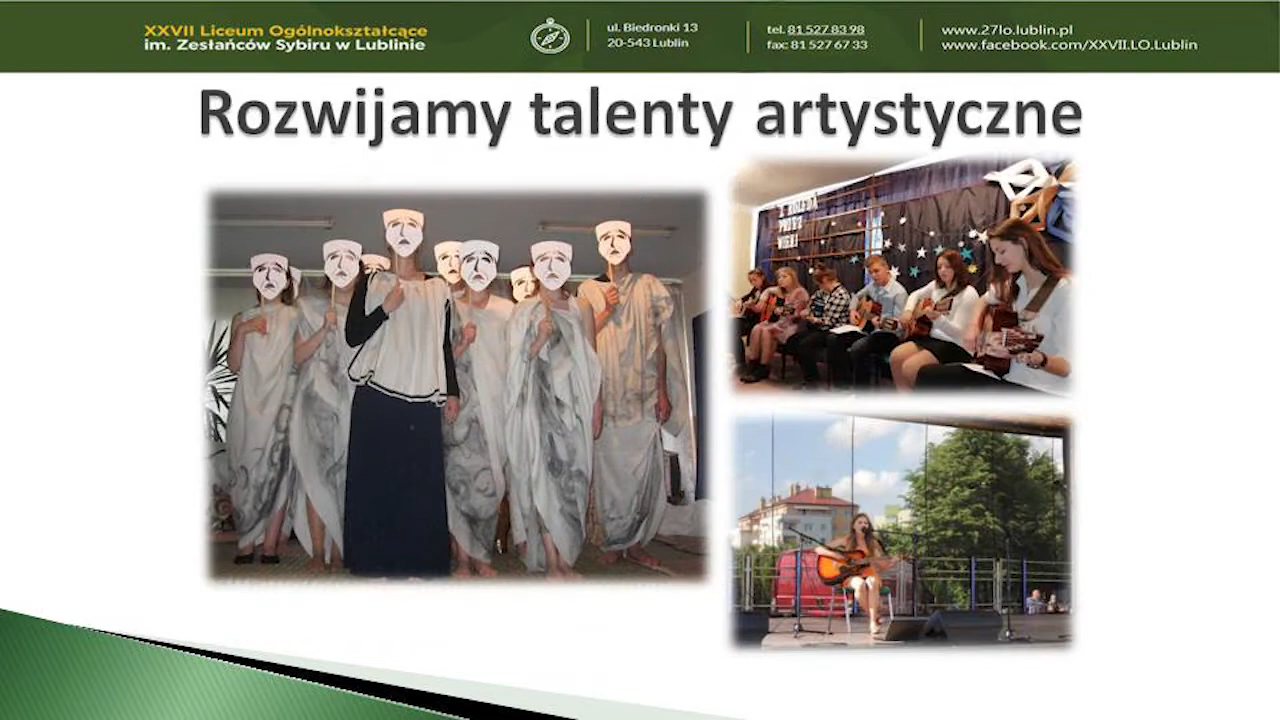 XXVII Liceum Ogólnokształcące
im. Zesłańców Sybiru w Lublinie
ul. Biedronki 13
20-543 Lublin
tel. 81 527 83 98
fax: 81 527 67 33
www.27lo.lublin.pl
www.facebook.com/XXVII.LO.Lublin
Rozwijamy talenty artystyczne